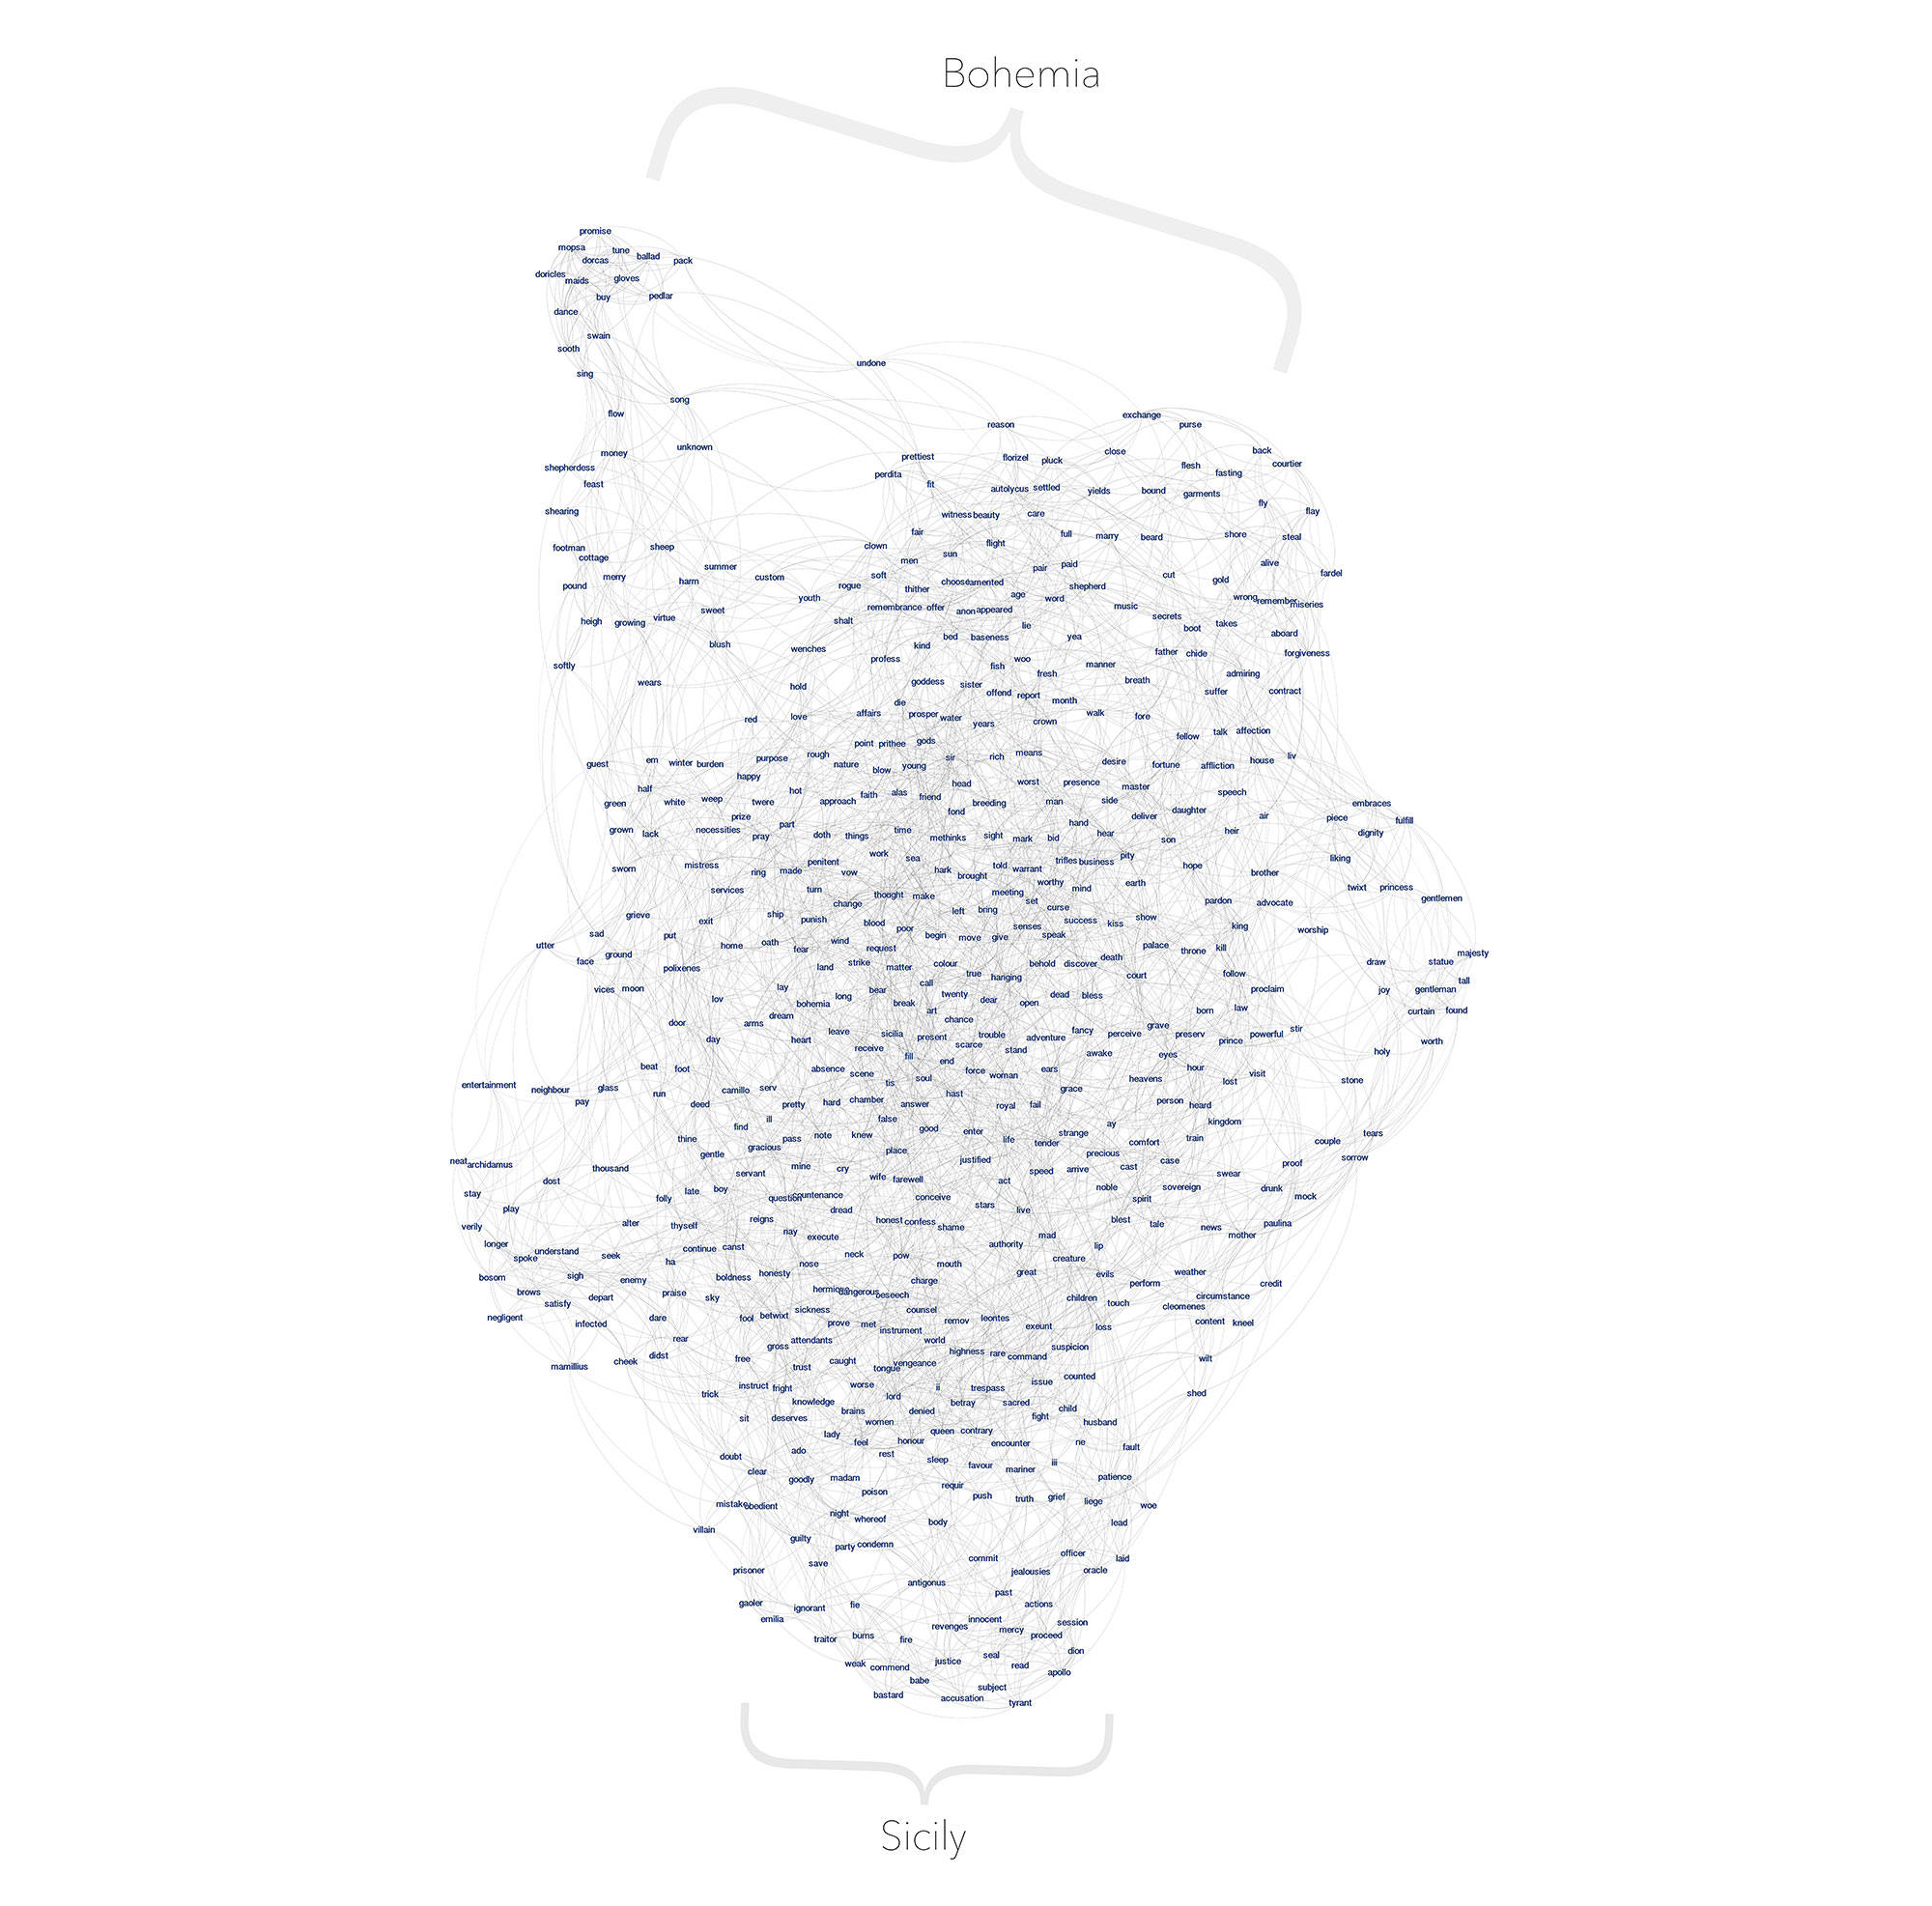 Bohemia
promise
mopsa
tune
dorcas
ballad
pack
doricles
maids
gloves
buy
pedlar
dance
swain
sooth
sing
undone
song
flow
exchange
reason
purse
unknown
money
close
back
prettiest
florizel
pluck
courtier
shepherdess
flesh
fasting
perdita
feast
fit
autolycus
settled
yields
bound
garments
fly
shearing
witness
beauty
care
flay
fair
full
marry
beard
shore
steal
footman
sheep
clown
flight
cottage
sun
men
summer
pair
paid
alive
merry
custom
soft
cut
fardel
pound
harm
rogue
thither
lamented
shepherd
gold
youth
age
word
wrong
remember
miseries
sweet
remembrance
offer
anon
appeared
music
heigh
growing
virtue
shalt
lie
secrets
boot
takes
blush
wenches
kind
bed
baseness
yea
aboard
softly
profess
fish
woo
manner
father
chide
forgiveness
wears
hold
goddess
sister
fresh
breath
admiring
offend
report
month
suffer
contract
red
love
die
affairs
prosper
water
years
crown
walk
fore
point
prithee
gods
fellow
talk
affection
guest
em
winter
burden
purpose
rough
nature
blow
young
sir
rich
means
desire
fortune
affliction
house
liv
happy
half
head
worst
presence
master
green
white
weep
twere
hot
approach
faith
alas
friend
breeding
man
side
speech
embraces
prize
fond
deliver
daughter
air
piece
fulfill
grown
lack
necessities
pray
part
doth
things
time
methinks
sight
mark
bid
hand
hear
son
heir
dignity
sworn
mistress
ring
made
penitent
vow
work
sea
hark
brought
told
warrant
trifles
business
pity
hope
brother
liking
services
turn
thought
make
meeting
worthy
mind
earth
twixt
princess
gentlemen
grieve
exit
ship
punish
change
blood
poor
left
bring
set
curse
success
kiss
show
pardon
advocate
king
worship
utter
sad
put
home
oath
fear
wind
request
begin
move
give
senses
speak
palace
throne
kill
face
ground
polixenes
land
strike
matter
colour
true
hanging
behold
discover
death
court
follow
draw
statue
majesty
vices
moon
lov
lay
bohemia
long
bear
call
break
twenty
dear
open
dead
bless
proclaim
joy
gentleman
tall
door
arms
dream
art
chance
born
law
curtain
found
day
heart
leave
sicilia
present
trouble
adventure
fancy
perceive
grave
preserv
prince
powerful
stir
worth
receive
scarce
stand
awake
eyes
holy
beat
foot
absence
scene
fill
end
force
woman
ears
heavens
hour
lost
visit
stone
entertainment
neighbour
glass
run
camillo
serv
tis
soul
hast
grace
pay
deed
pretty
hard
chamber
answer
royal
fail
person
heard
find
ill
false
good
enter
ay
kingdom
thine
pass
note
knew
life
tender
strange
comfort
train
couple
tears
neat
archidamus
gentle
gracious
place
justified
precious
case
proof
sorrow
thousand
servant
mine
cry
wife
farewell
speed
arrive
cast
swear
dost
act
stay
folly
late
boy
question
countenance
conceive
noble
spirit
sovereign
drunk
mock
play
dread
stars
live
verily
alter
thyself
reigns
nay
honest
confess
shame
blest
tale
news
paulina
longer
execute
mad
mother
spoke
understand
seek
continue
canst
neck
pow
authority
lip
bosom
sigh
enemy
ha
boldness
honesty
nose
mouth
great
creature
evils
weather
brows
satisfy
depart
praise
sky
hermione
dangerous
beseech
charge
perform
credit
negligent
infected
dare
fool
betwixt
sickness
counsel
children
touch
circumstance
cleomenes
rear
prove
met
instrument
remov
leontes
exeunt
loss
content
kneel
mamillius
cheek
didst
free
gross
attendants
world
suspicion
trust
caught
tongue
vengeance
highness
rare
command
wilt
trick
instruct
fright
worse
lord
ii
trespass
issue
counted
shed
knowledge
brains
denied
betray
sacred
child
sit
deserves
women
fight
husband
lady
feel
honour
queen
contrary
doubt
ado
rest
sleep
encounter
ne
fault
clear
goodly
madam
favour
mariner
iii
patience
mistake
obedient
poison
requir
push
truth
grief
liege
woe
villain
night
whereof
body
lead
guilty
party
condemn
prisoner
save
commit
officer
laid
antigonus
jealousies
oracle
gaoler
ignorant
fie
past
actions
emilia
innocent
session
traitor
burns
fire
revenges
mercy
proceed
weak
commend
justice
seal
read
dion
babe
apollo
bastard
accusation
subject
tyrant
Sicily